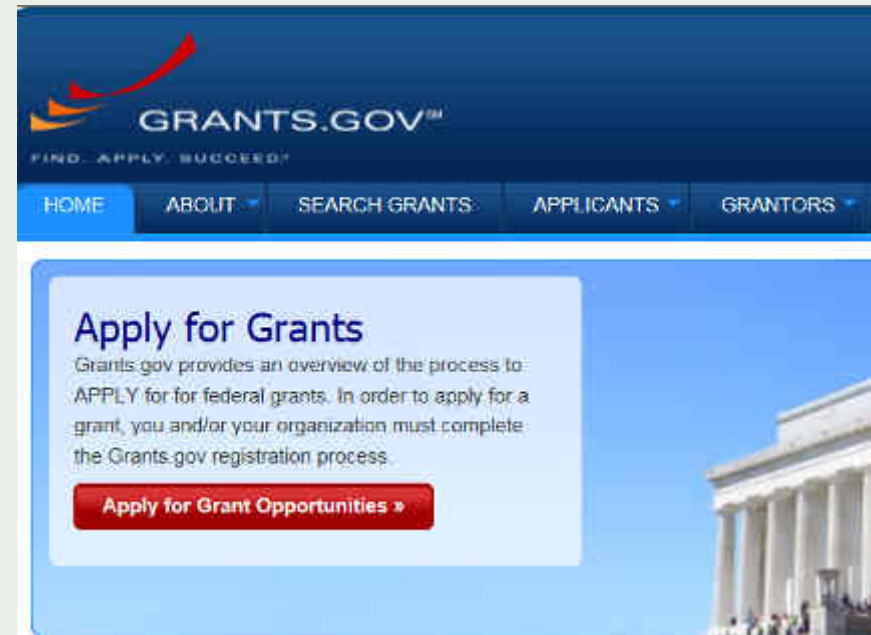 GRANTS.GOV℠
FIND. APPLY. SUCCEED.℠
HOME ABOUT SEARCH GRANTS APPLICANTS GRANTORS
Apply for Grants
Grants.gov provides an overview of the process to
APPLY for for federal grants. In order to apply for a
grant, you and/or your organization must complete
the Grants.gov registration process.
Apply for Grant Opportunities »